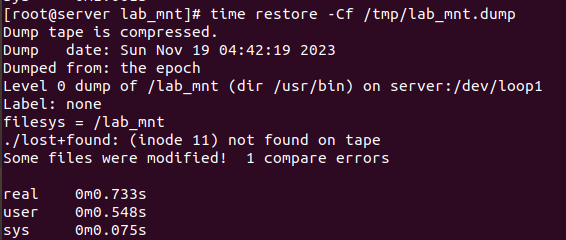 [root@server lab_mnt]# time restore -Cf /tmp/lab_mnt.dump
Dump tape is compressed.
Dump   date: Sun Nov 19 04:42:19 2023
Dumped from: the epoch
Level 0 dump of /lab_mnt (dir /usr/bin) on server:/dev/loop1
Label: none
filesys = /lab_mnt
./lost+found: (inode 11) not found on tape
Some files were modified!  1 compare errors

real    0m0.733s
user    0m0.548s
sys     0m0.075s